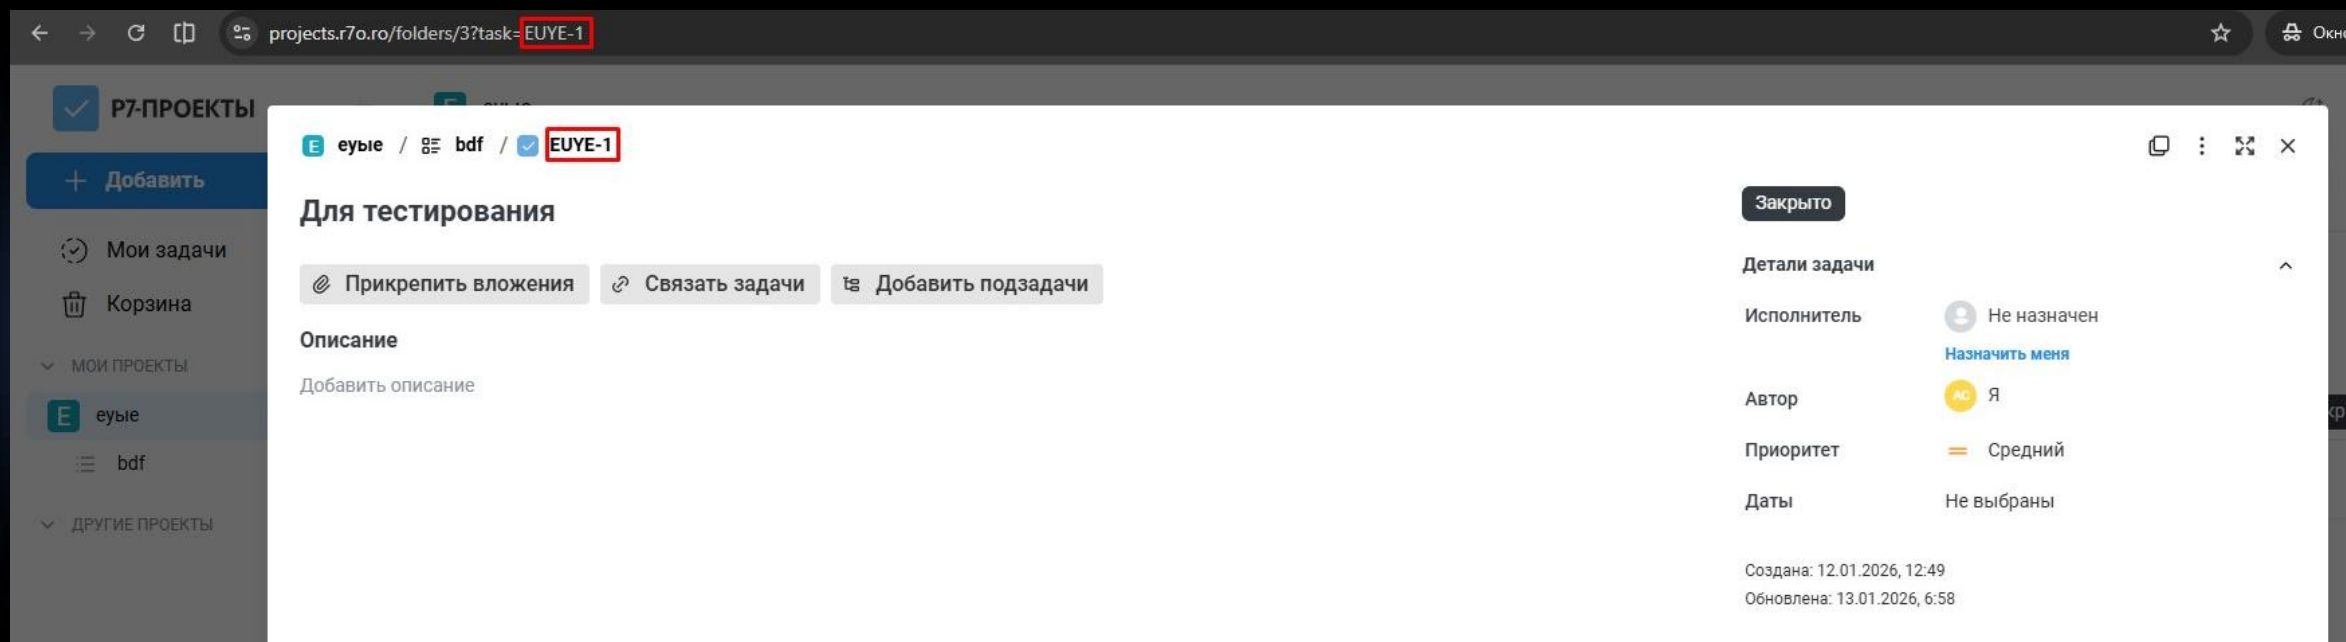 projects.r7o.ro/folders/3?task=EUYE-1
Р7-ПРОЕКТЫ
Добавить
Мои задачи
Корзина
МОИ ПРОЕКТЫ
E еуые
bdf
ДРУГИЕ ПРОЕКТЫ
E еуые / bdf / EUYE-1
Для тестирования
Прикрепить вложения Связать задачи Добавить подзадачи
Описание
Добавить описание
Закрыто
Детали задачи
Исполнитель Не назначен
Назначить меня
Автор АС Я
Приоритет Средний
Даты Не выбраны
Создана: 12.01.2026, 12:49
Обновлена: 13.01.2026, 6:58